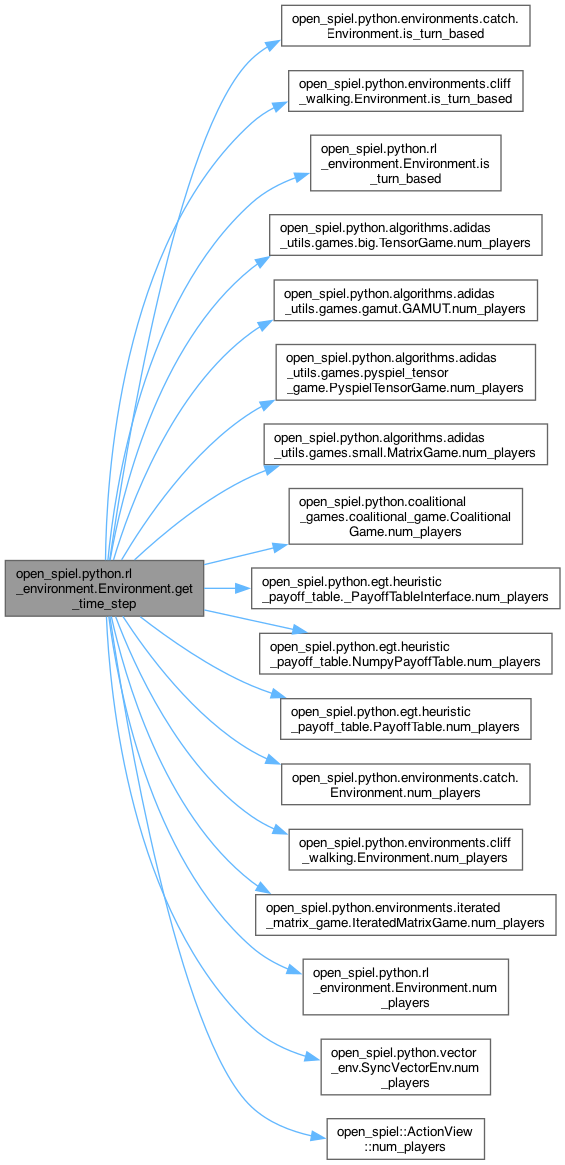 open_spiel.python.environments.catch.
Environment.is_turn_based
open_spiel.python.environments.cliff
_walking.Environment.is_turn_based
open_spiel.python.rl
_environment.Environment.is
_turn_based
open_spiel.python.algorithms.adidas
_utils.games.big.TensorGame.num_players
open_spiel.python.algorithms.adidas
_utils.games.gamut.GAMUT.num_players
open_spiel.python.algorithms.adidas
_utils.games.pyspiel_tensor
_game.PyspielTensorGame.num_players
open_spiel.python.algorithms.adidas
_utils.games.small.MatrixGame.num_players
open_spiel.python.coalitional
_games.coalitional_game.Coalitional
Game.num_players
open_spiel.python.rl
_environment.Environment.get
_time_step
open_spiel.python.egt.heuristic
_payoff_table._PayoffTableInterface.num_players
open_spiel.python.egt.heuristic
_payoff_table.NumpyPayoffTable.num_players
open_spiel.python.egt.heuristic
_payoff_table.PayoffTable.num_players
open_spiel.python.environments.catch.
Environment.num_players
open_spiel.python.environments.cliff
_walking.Environment.num_players
open_spiel.python.environments.iterated
_matrix_game.IteratedMatrixGame.num_players
open_spiel.python.rl
_environment.Environment.num
_players
open_spiel.python.vector
_env.SyncVectorEnv.num
_players
open_spiel::ActionView
::num_players